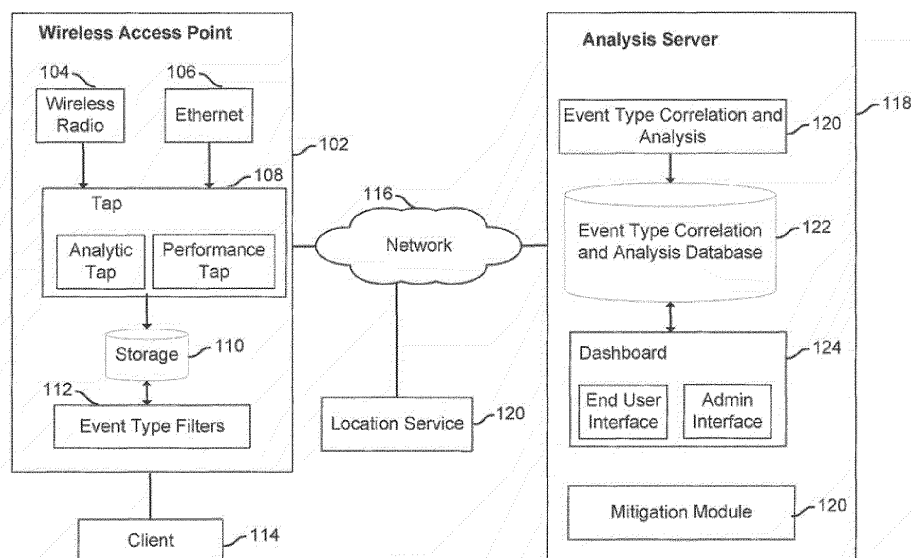 Wireless Access Point
104
106
Wireless
Radio
Ethernet
102
108
Tap
Analytic
Tap
Performance
Tap
Storage
110
112
Event Type Filters
Client
114
116
Network
Location Service
120
Analysis Server
118
Event Type Correlation and
Analysis
120
Event Type Correlation
and Analysis Database
122
Dashboard
124
End User
Interface
Admin
Interface
Mitigation Module
120